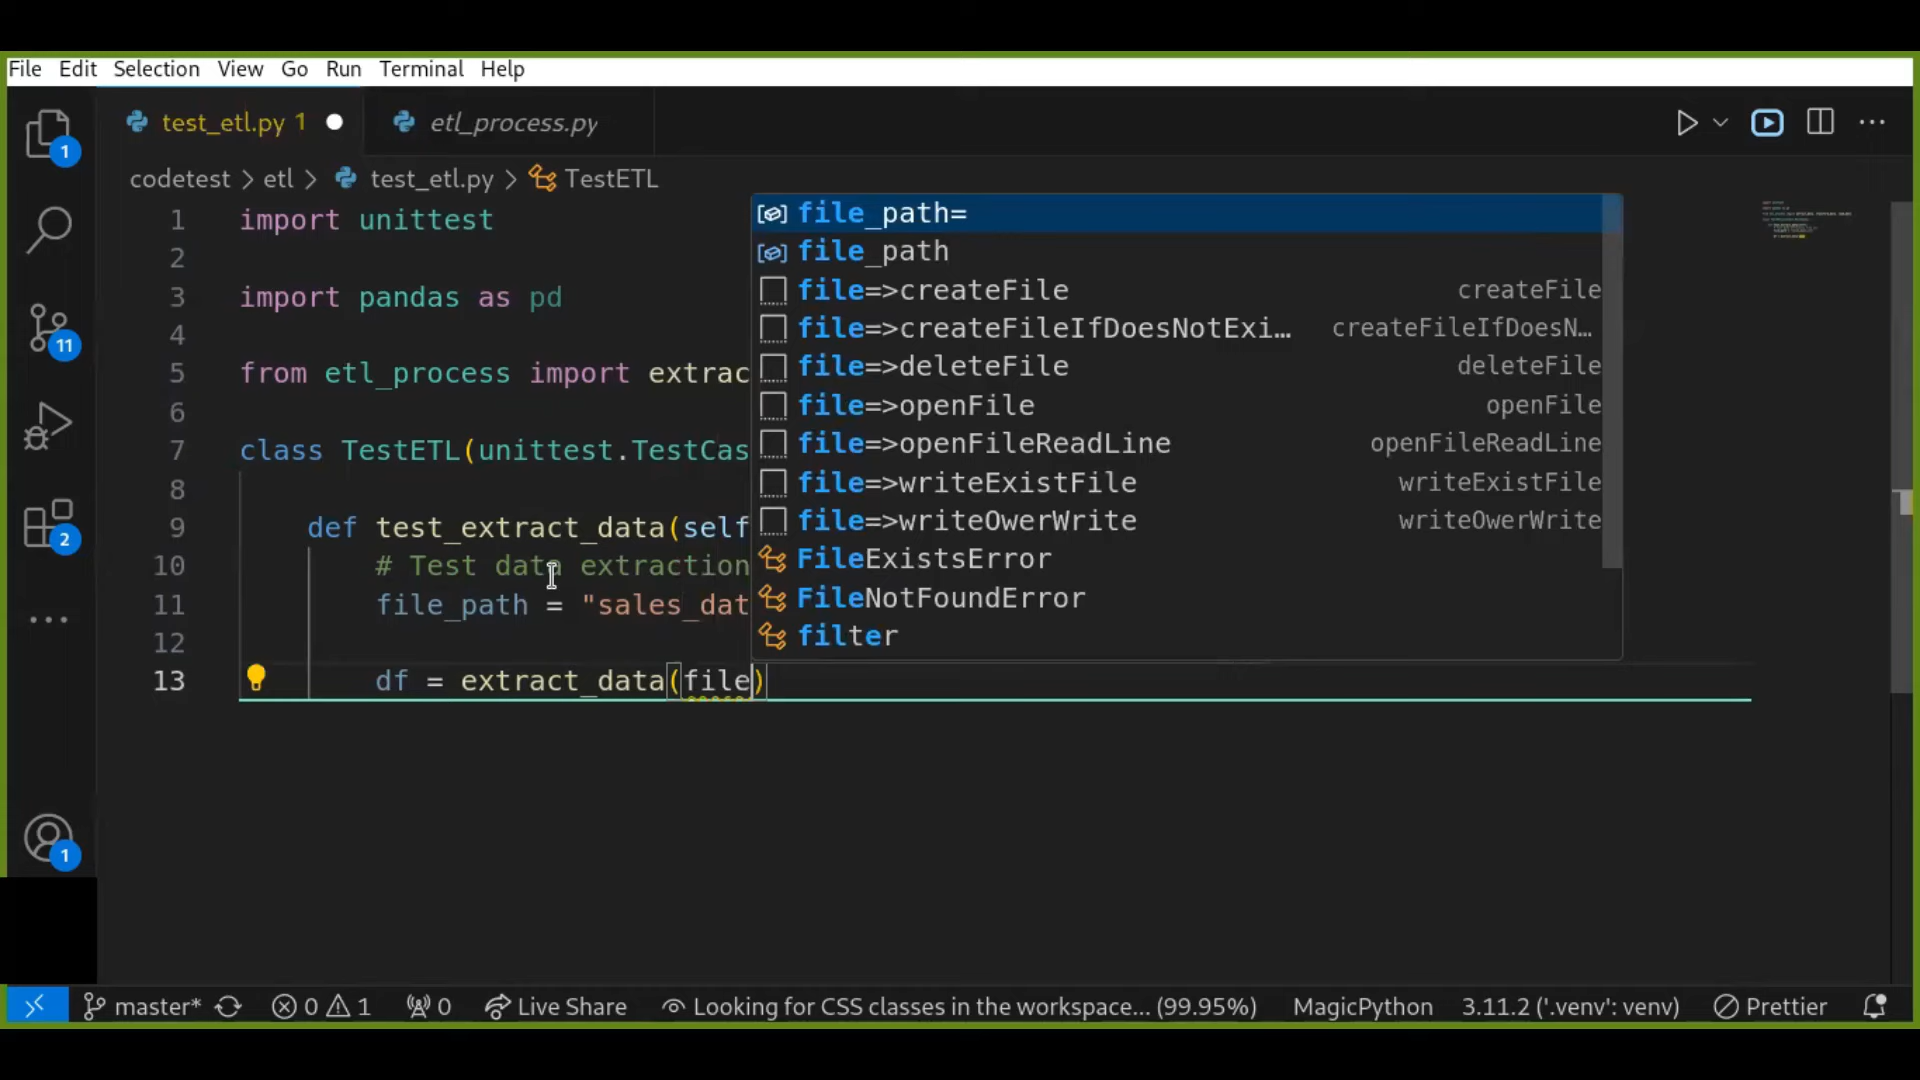 File Edit Selection View Go Run Terminal Help
test_etl.py 1 etl_process.py
1
codetest > etl > test_etl.py > TestETL
1 import unittest
2
3 import pandas as pd
4
5 from etl_process import extrac
6
7 class TestETL(unittest.TestCas
8
9 def test_extract_data(self
10 # Test data extraction
11 file_path = "sales_dat
12
13 df = extract_data(file)
file_path=
file_path
file=>createFile createFile
file=>createFileIfDoesNotExi… createFileIfDoesN…
file=>deleteFile deleteFile
file=>openFile openFile
file=>openFileReadLine openFileReadLine
file=>writeExistFile writeExistFile
file=>writeOwerWrite writeOwerWrite
FileExistsError
FileNotFoundError
filter
11
2
1
master* 0 1 0 Live Share Looking for CSS classes in the workspace... (99.95%) MagicPython 3.11.2 ('.venv': venv) Prettier